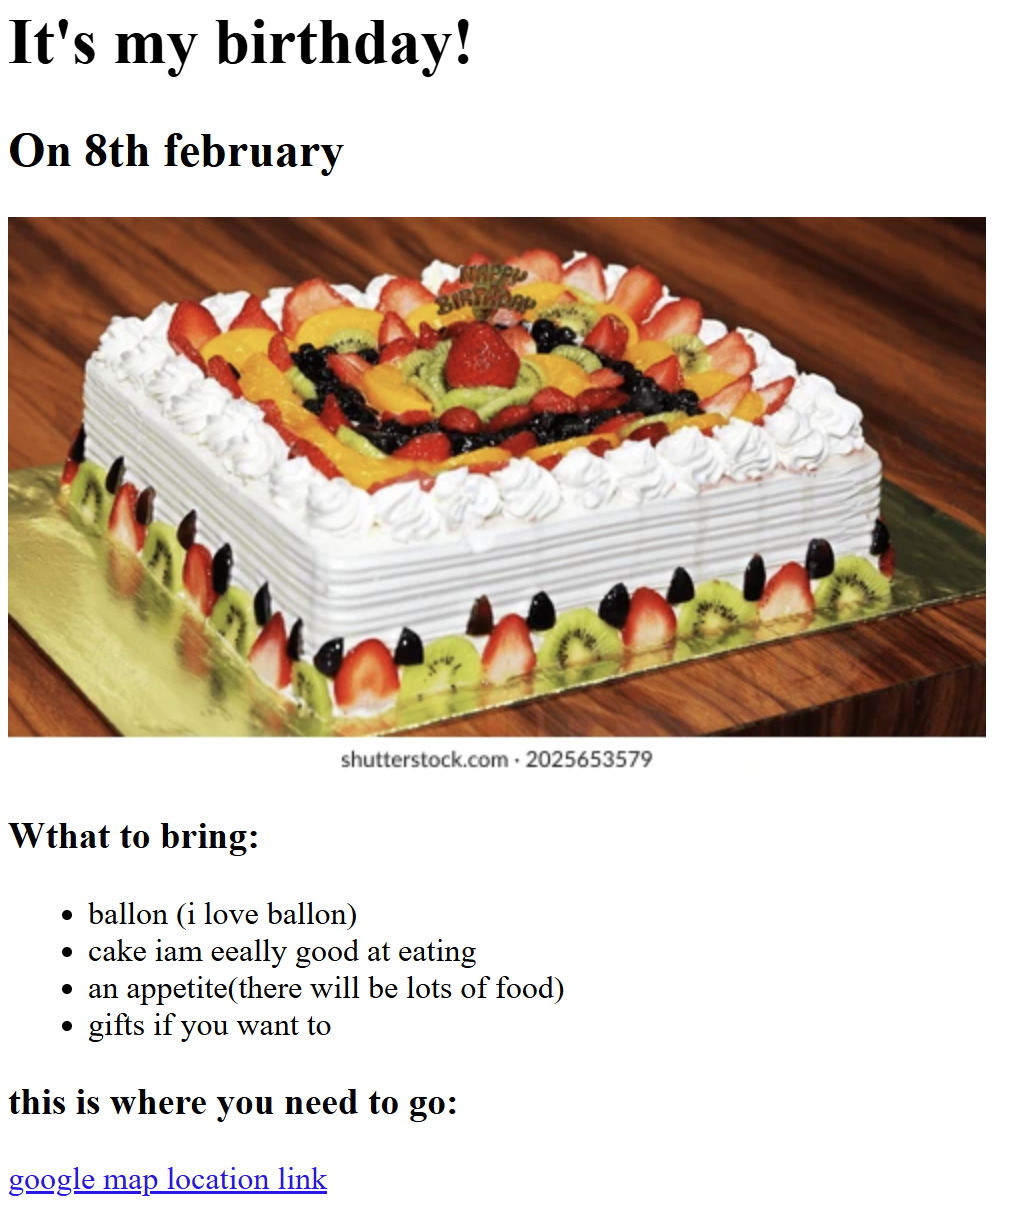 It's my birthday!
On 8th february
HAPPY
BIRTHDAY
shutterstock.com · 2025653579
Wthat to bring:
ballon (i love ballon)
cake iam eeally good at eating
an appetite(there will be lots of food)
gifts if you want to
this is where you need to go:
google map location link